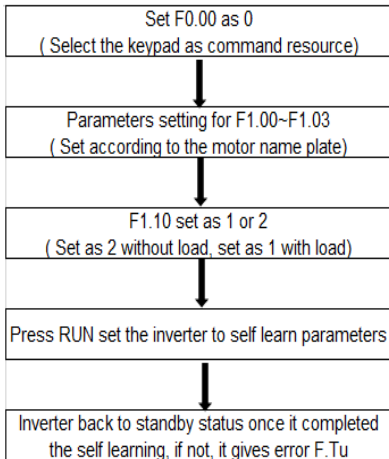 Set F0.00 as 0
( Select the keypad as command resource)
Parameters setting for F1.00~F1.03
( Set according to the motor name plate)
F1.10 set as 1 or 2
( Set as 2 without load, set as 1 with load)
Press RUN set the inverter to self learn parameters
Inverter back to standby status once it completed
the self learning, if not, it gives error F.Tu